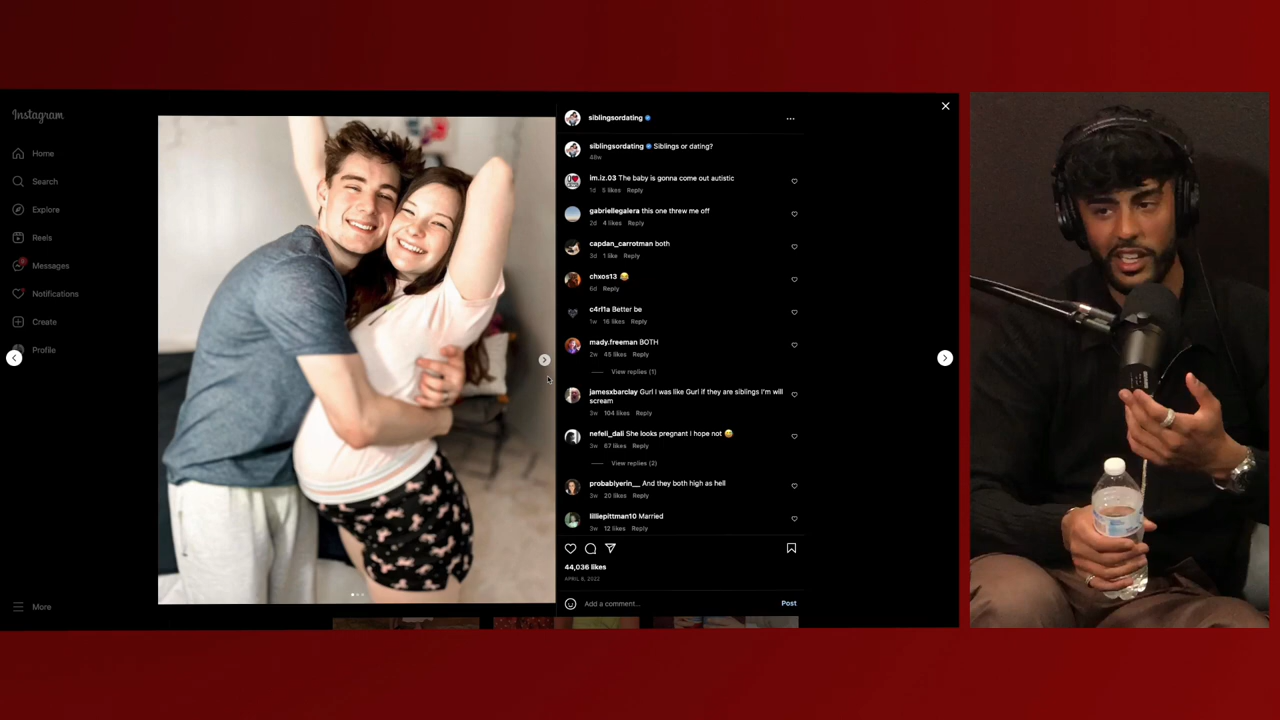 Instagram
Home
Search
Explore
Reels
Messages
Notifications
Create
Profile
More
siblingsordating
siblingsordating Siblings or dating?
48w
im.iz.03 The baby is gonna come out autistic
1d 5 likes Reply
gabriellegalera this one threw me off
2d 4 likes Reply
capdan_carrotman both
3d 1 like Reply
chxos13 😂
6d Reply
c4rl1a Better be
1w 16 likes Reply
mady.freeman BOTH
2w 45 likes Reply
View replies (1)
jamesxbarclay Gurl I was like Gurl if they are siblings I'm will
scream
3w 104 likes Reply
nefeli_dali She looks pregnant I hope not 😅
3w 67 likes Reply
View replies (2)
probablyerin__ And they both high as hell
3w 20 likes Reply
lilliepittman10 Married
3w 12 likes Reply
44,036 likes
APRIL 8, 2022
Add a comment...
Post